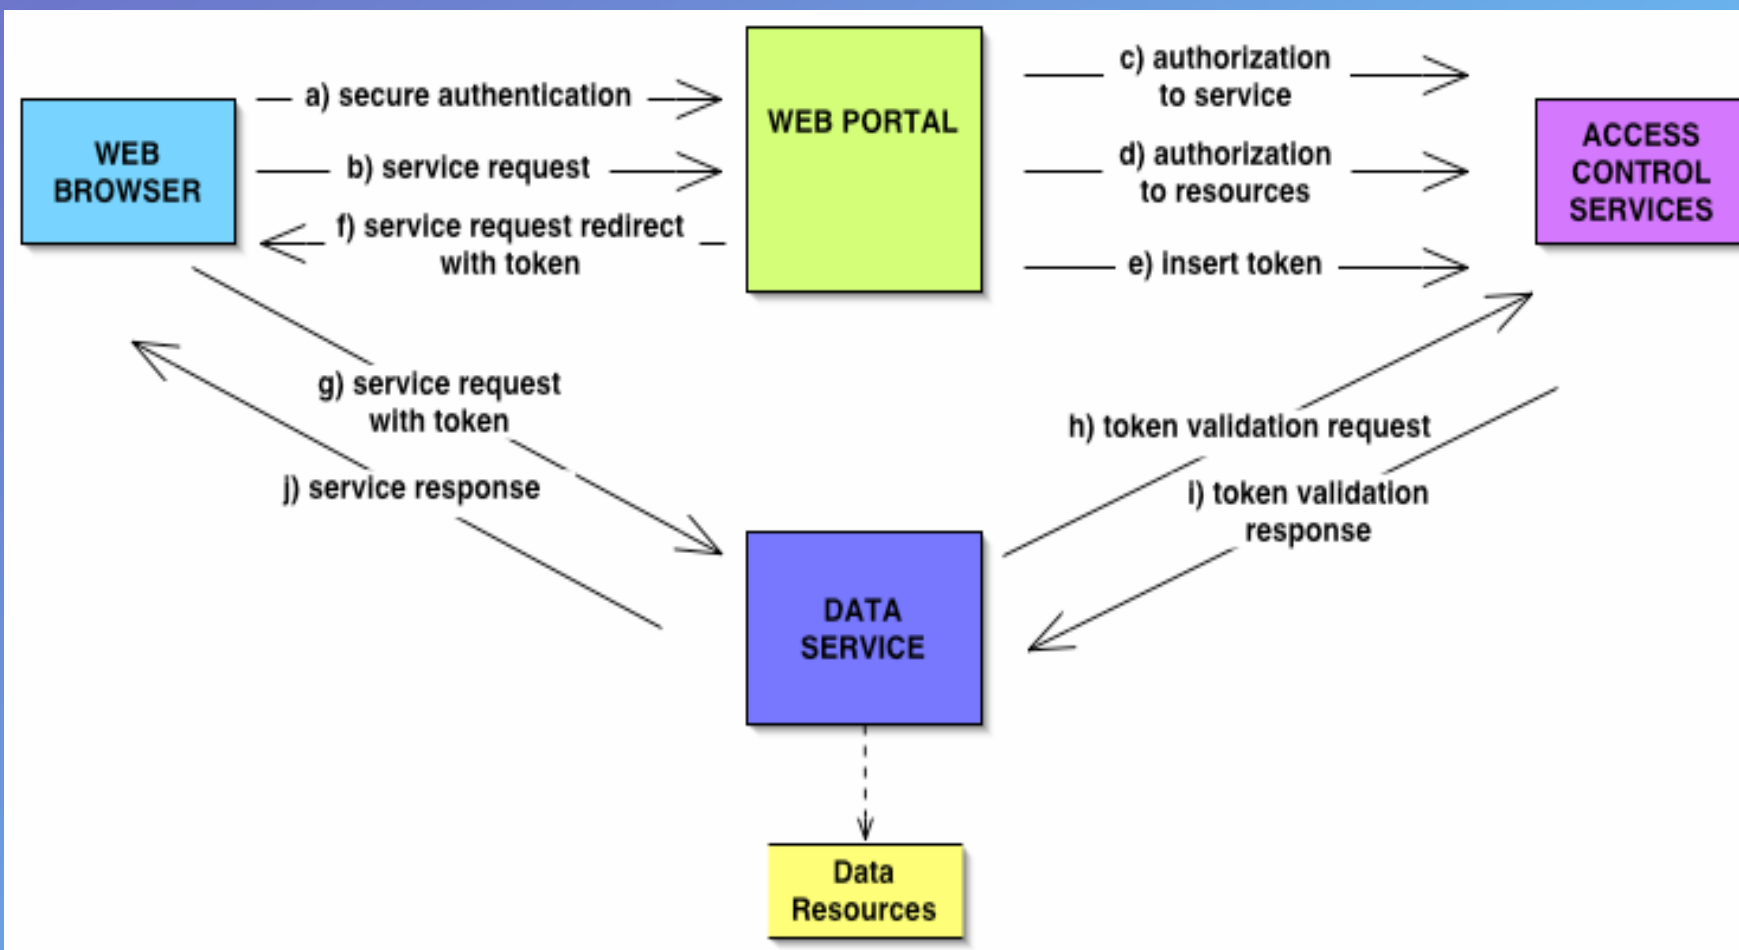 WEB
BROWSER
a) secure authentication
b) service request
f) service request redirect
with token
WEB PORTAL
c) authorization
to service
d) authorization
to resources
e) insert token
ACCESS
CONTROL
SERVICES
g) service request
with token
j) service response
h) token validation request
i) token validation
response
DATA
SERVICE
Data
Resources